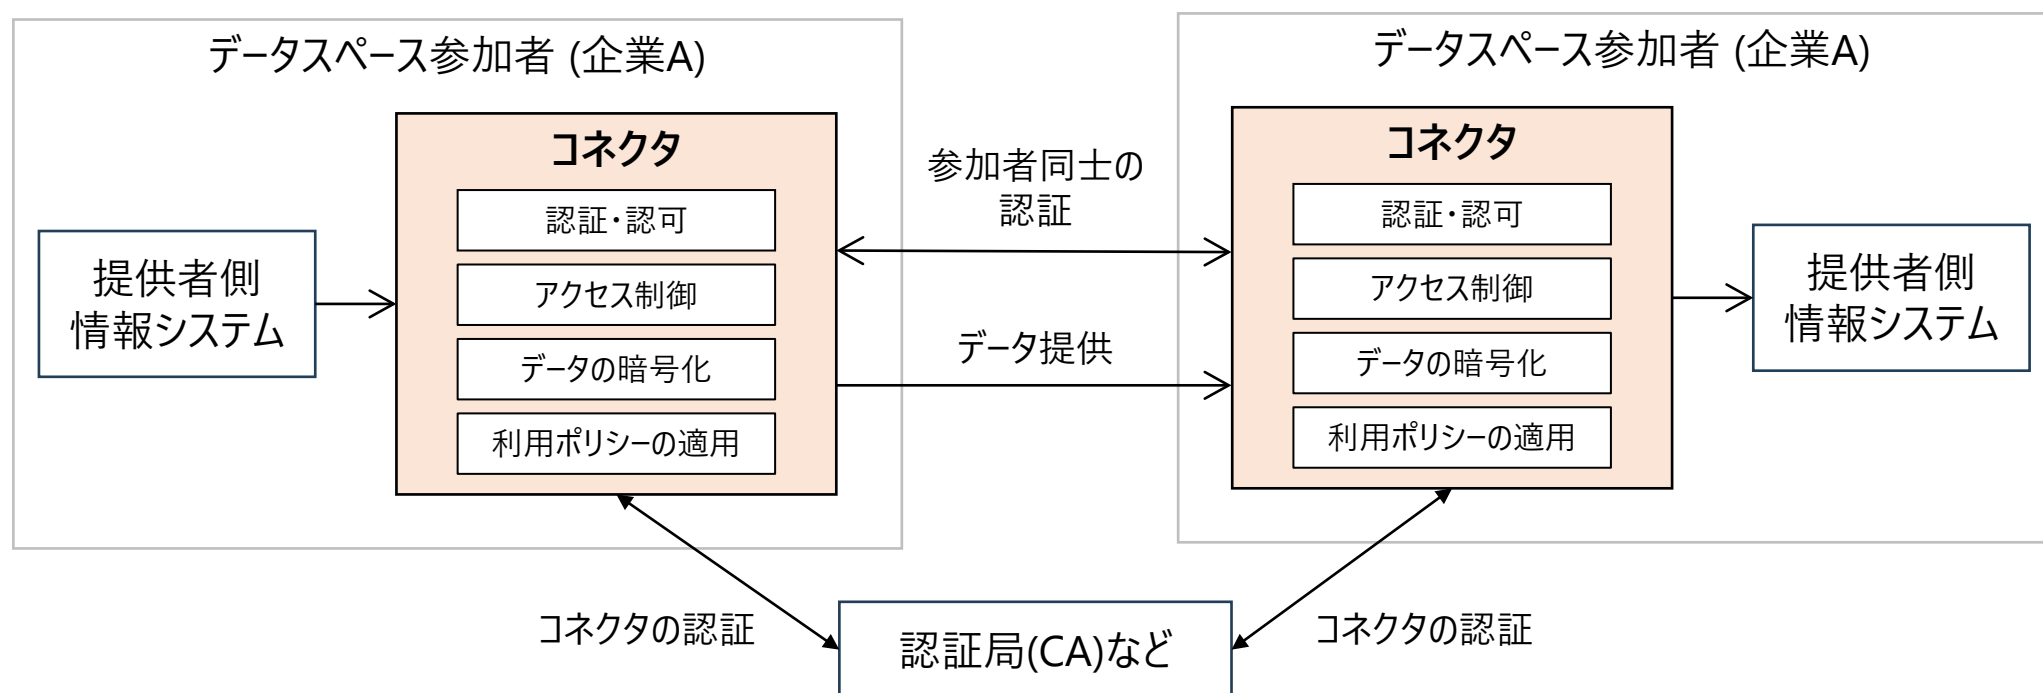 データスペース参加者 (企業A)
コネクタ
認証・認可
アクセス制御
データの暗号化
利用ポリシーの適用
提供者側
情報システム
参加者同士の
認証
データ提供
データスペース参加者 (企業A)
コネクタ
認証・認可
アクセス制御
データの暗号化
利用ポリシーの適用
提供者側
情報システム
コネクタの認証
認証局(CA)など
コネクタの認証